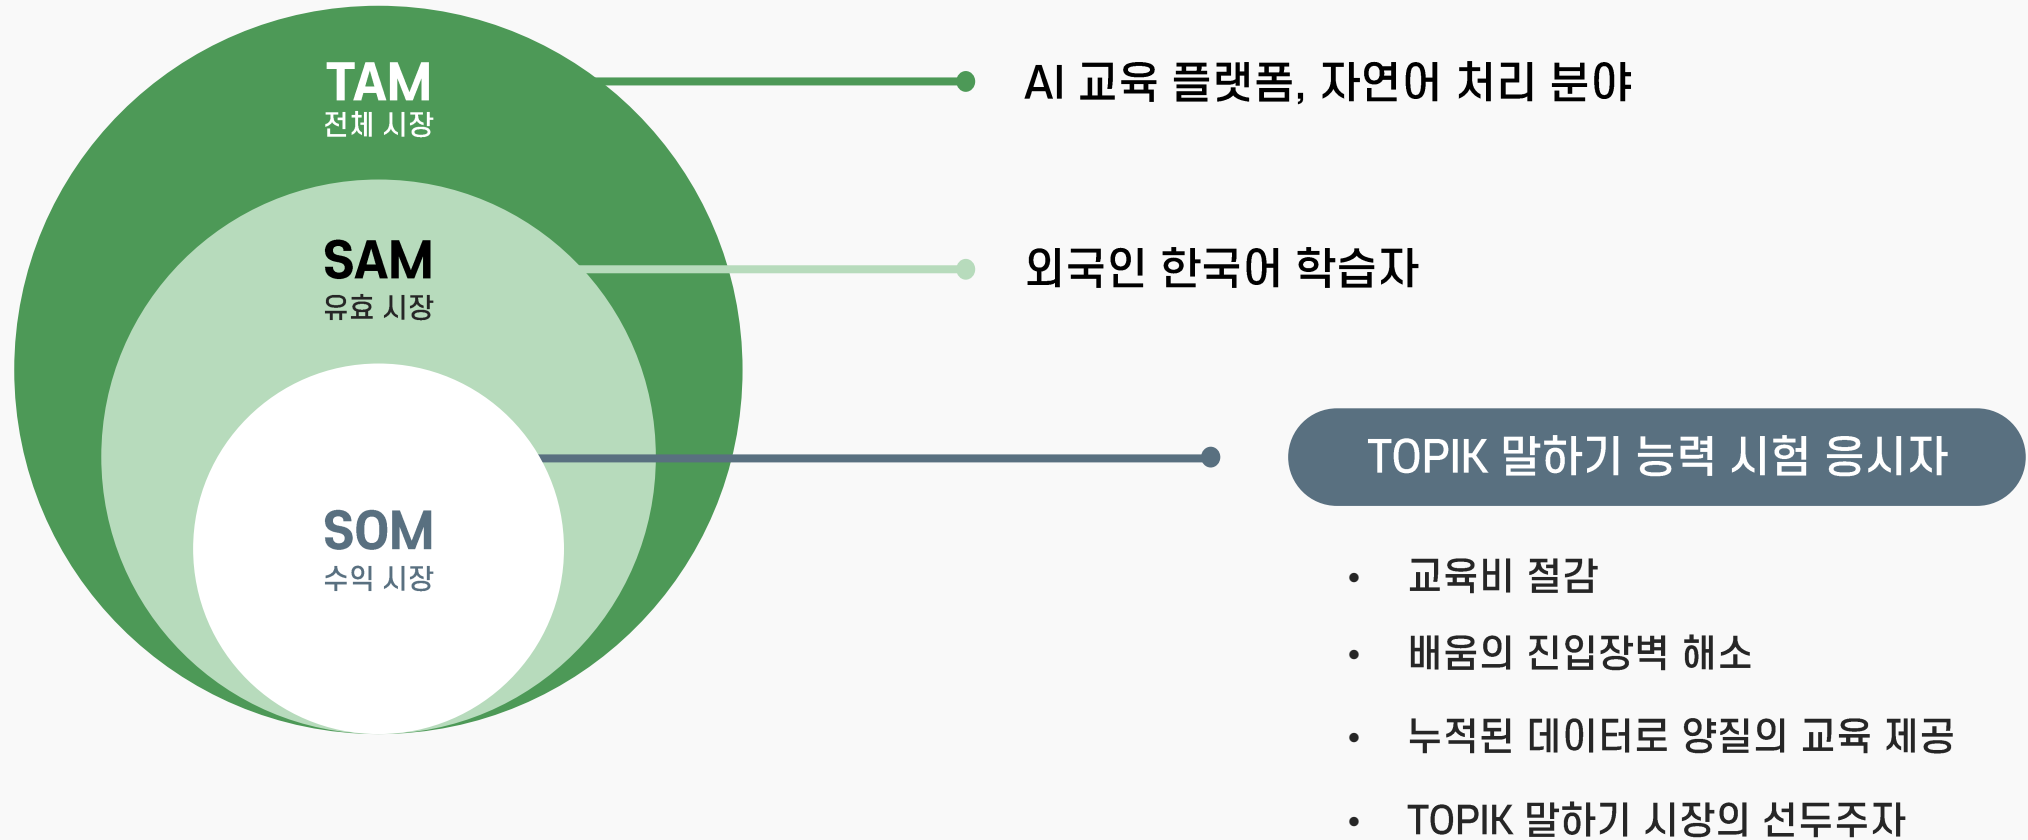 TAM
전체 시장
AI 교육 플랫폼, 자연어 처리 분야
SAM
유효 시장
외국인 한국어 학습자
SOM
수익 시장
TOPIK 말하기 능력 시험 응시자
• 교육비 절감
• 배움의 진입장벽 해소
• 누적된 데이터로 양질의 교육 제공
• TOPIK 말하기 시장의 선두주자